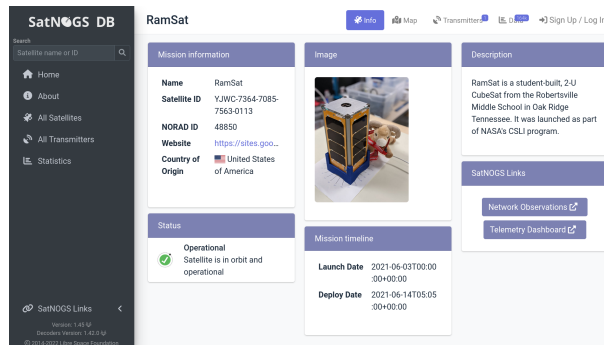 SatNOGS DB
Search
Satellite name or ID
Home
About
All Satellites
All Transmitters
Statistics
SatNOGS Links
Version: 1.45
Decoders Version: 1.42.0
© 2014-2022 Libre Space Foundation
RamSat
Info
Map
Transmitters
Data
Sign Up / Log In
Mission information
Name RamSat
Satellite ID YJWC-7364-7085-
7563-0113
NORAD ID 48850
Website https://sites.goo...
Country of United States
Origin of America
Status
Operational
Satellite is in orbit and
operational
Image
Mission timeline
Launch Date 2021-06-03T00:00
:00+00:00
Deploy Date 2021-06-14T05:05
:00+00:00
Description
RamSat is a student-built, 2-U
CubeSat from the Robertsville
Middle School in Oak Ridge
Tennessee. It was launched as part
of NASA's CSLI program.
SatNOGS Links
Network Observations
Telemetry Dashboard